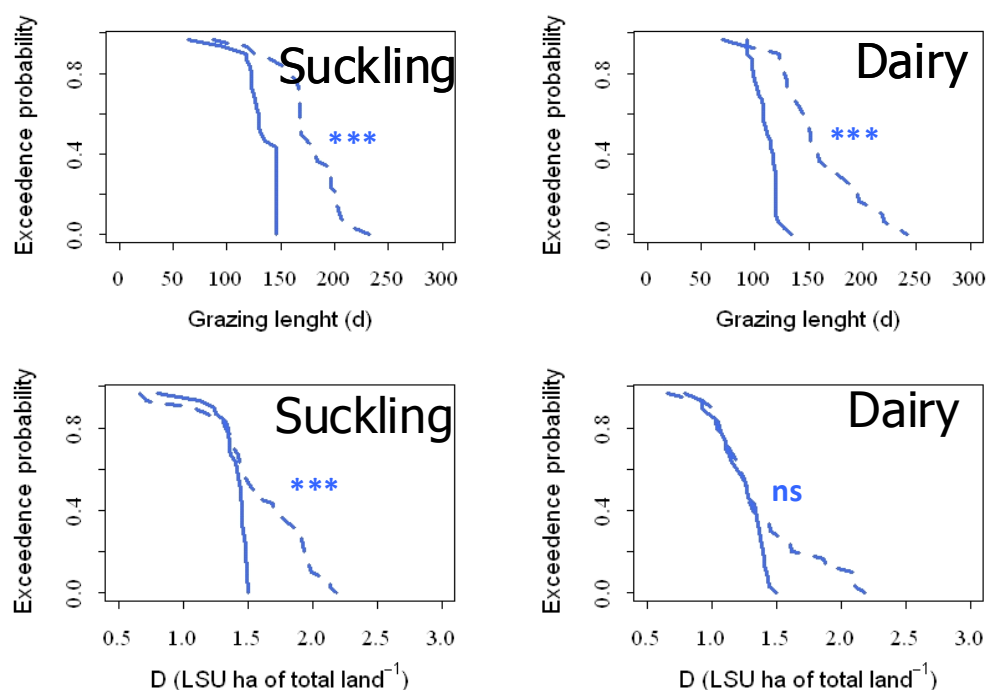 Suckling
Exceedence probability
0.8
0.4
0.0
***
0 50 100 150 200 250 300
Grazing lenght (d)
Dairy
Exceedence probability
0.8
0.4
0.0
***
0 50 100 150 200 250 300
Grazing lenght (d)
Suckling
Exceedence probability
0.8
0.4
0.0
***
0.5 1.0 1.5 2.0 2.5 3.0
D (LSU ha of total land⁻¹)
Dairy
Exceedence probability
0.8
0.4
0.0
ns
0.5 1.0 1.5 2.0 2.5 3.0
D (LSU ha of total land⁻¹)